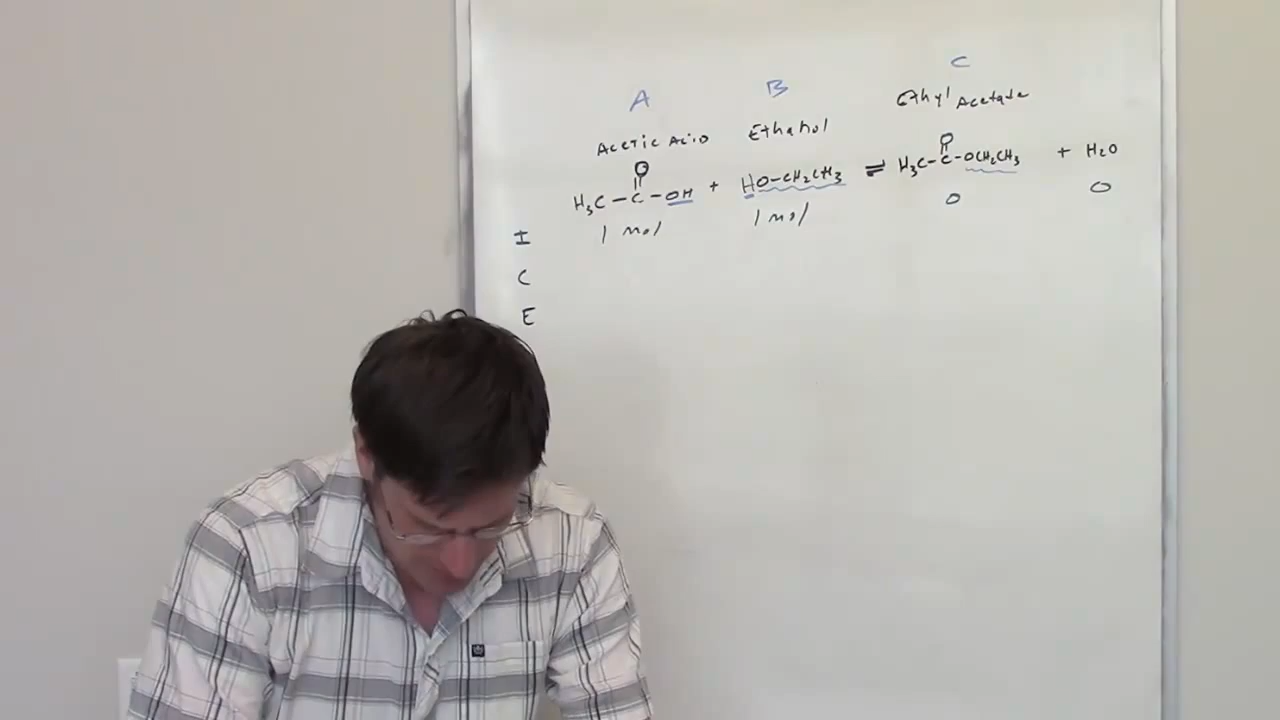 A B C
Acetic Acid Ethanol Ethyl Acetate
O O
H3C-C-OH + HO-CH2CH3 ⇌ H3C-C-OCH2CH3 + H2O
I 1 mol 1 mol 0 0
C
E